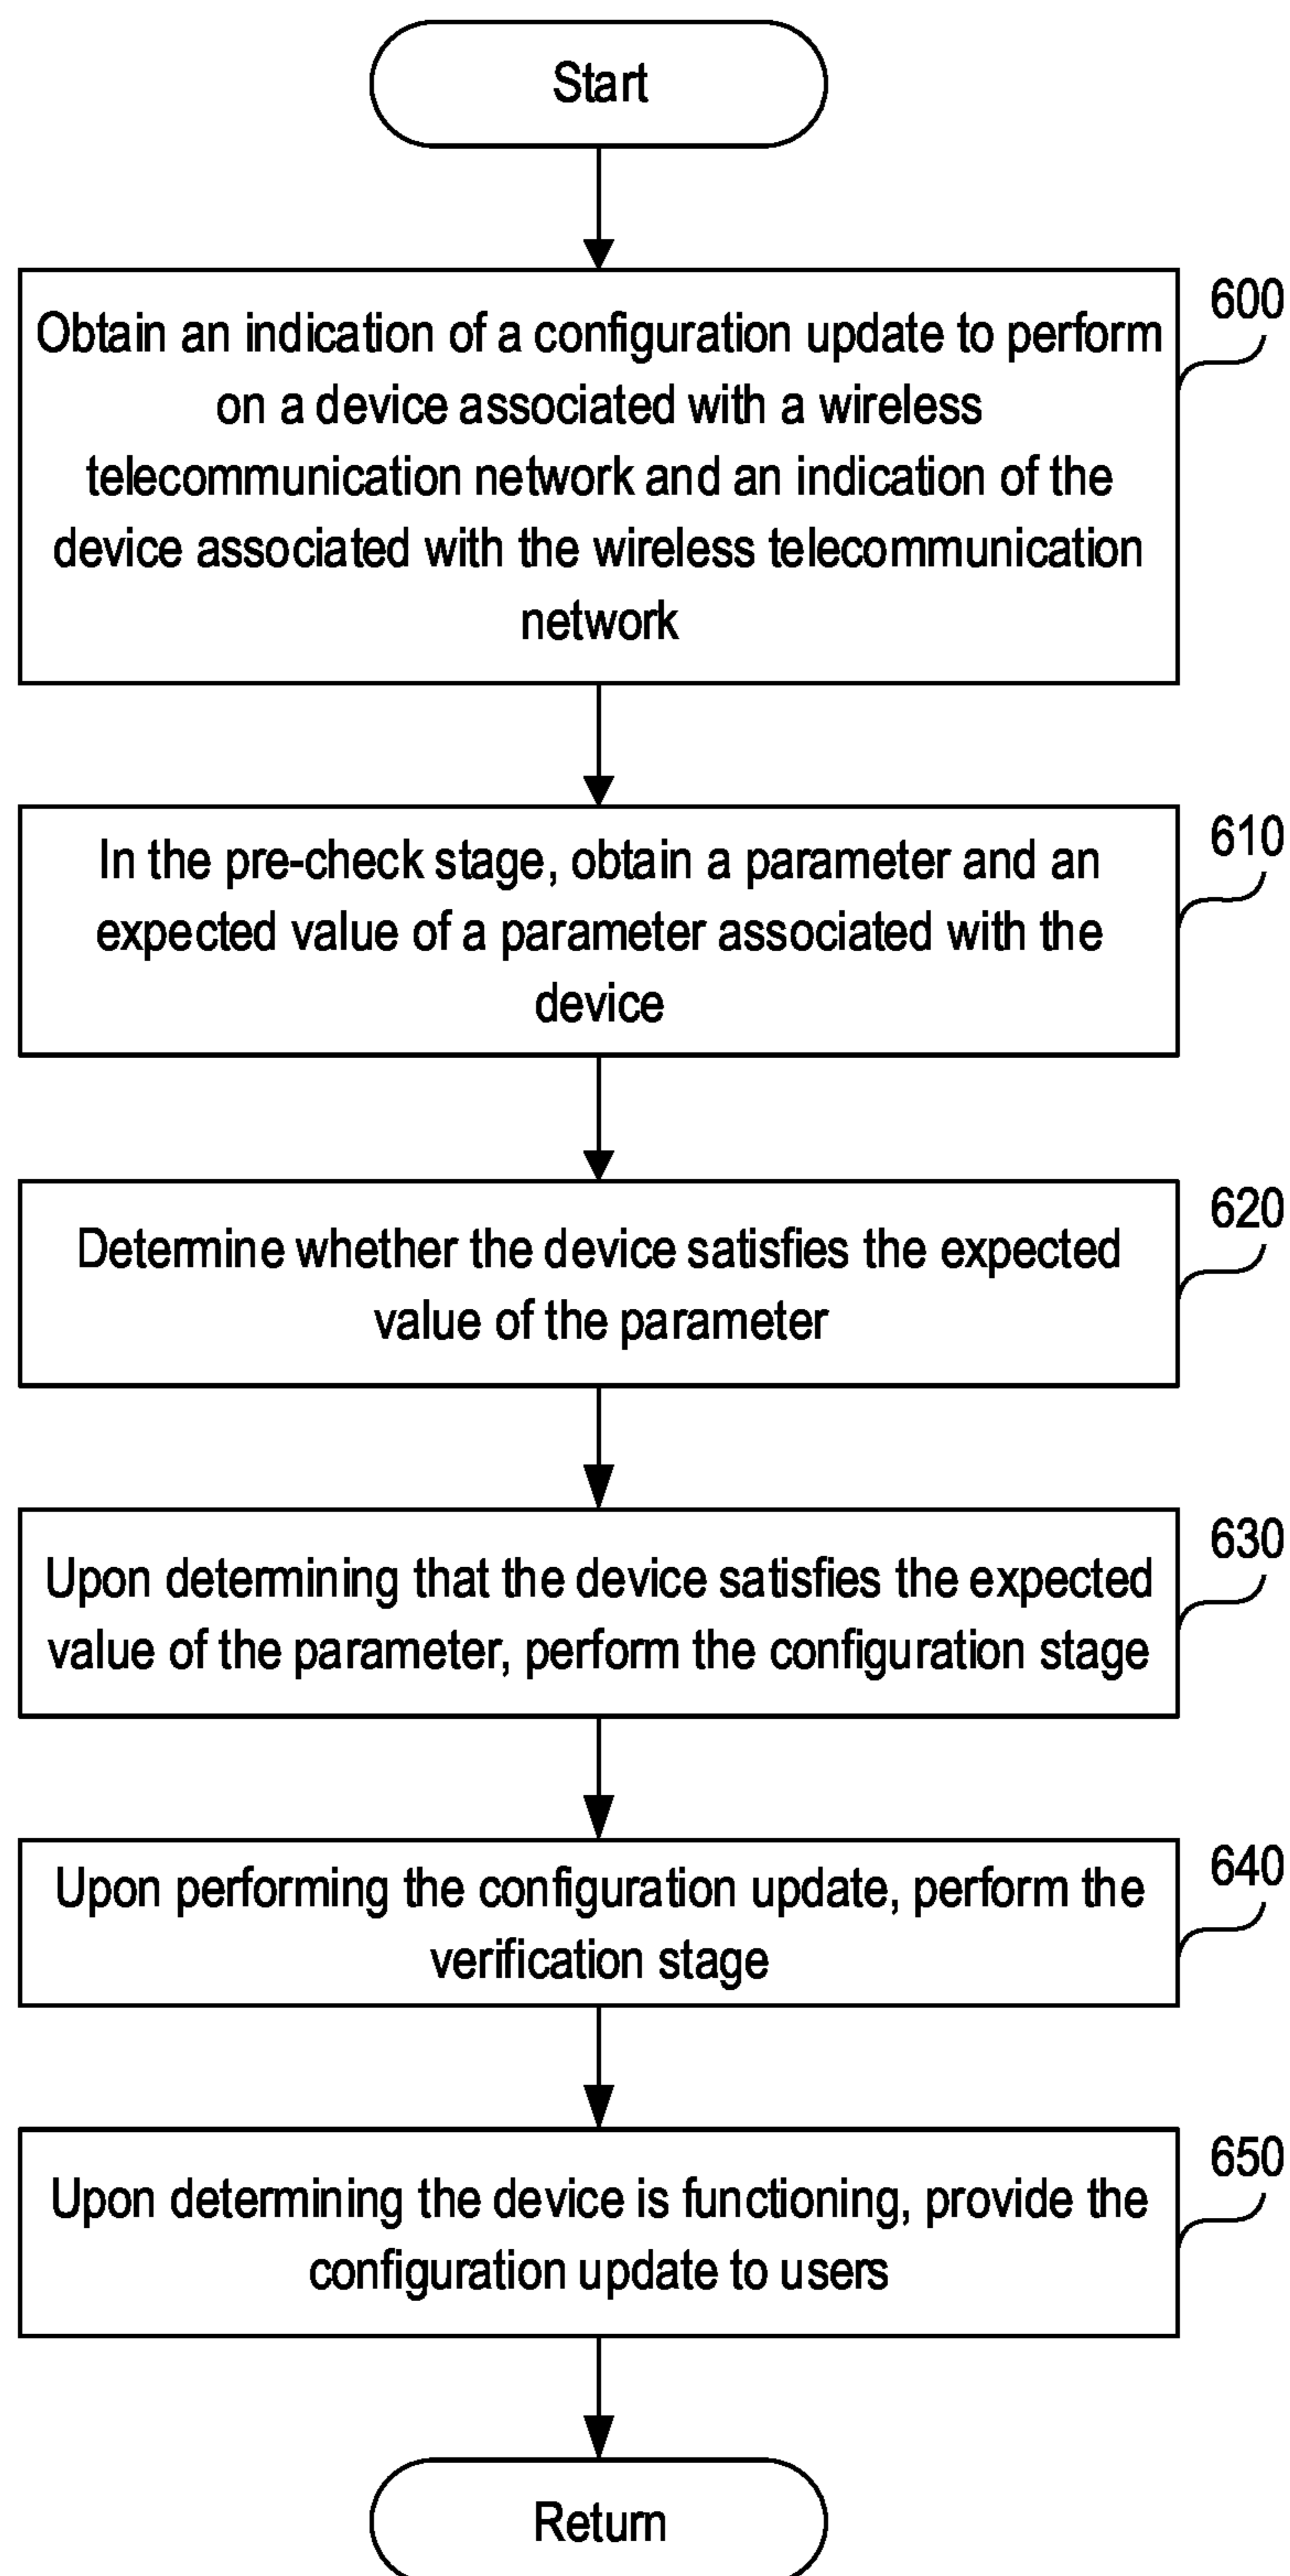 Start
Obtain an indication of a configuration update to perform
on a device associated with a wireless
telecommunication network and an indication of the
device associated with the wireless telecommunication
network
600
In the pre-check stage, obtain a parameter and an
expected value of a parameter associated with the
device
610
Determine whether the device satisfies the expected
value of the parameter
620
Upon determining that the device satisfies the expected
value of the parameter, perform the configuration stage
630
Upon performing the configuration update, perform the
verification stage
640
Upon determining the device is functioning, provide the
configuration update to users
650
Return